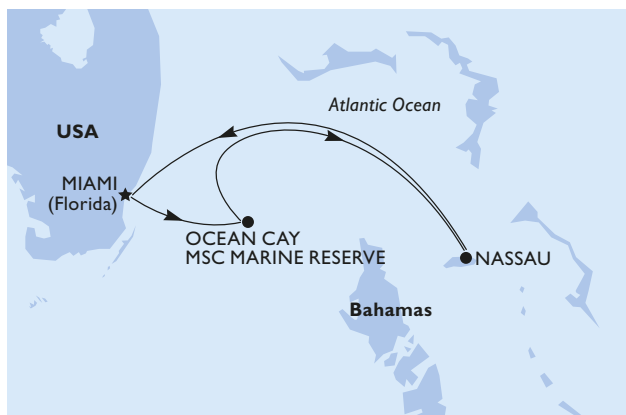 Atlantic Ocean
USA
MIAMI
(Florida)
OCEAN CAY
MSC MARINE RESERVE
NASSAU
Bahamas